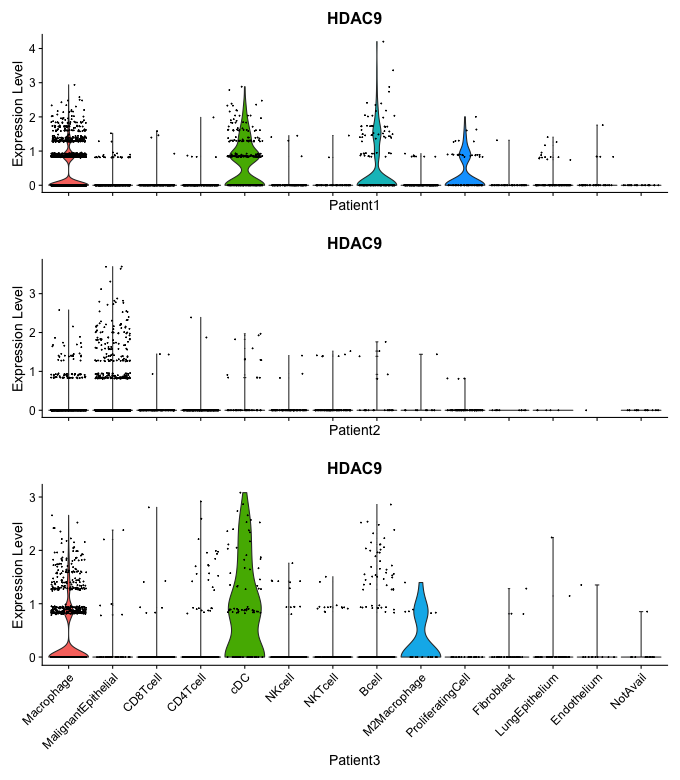 HDAC9
Expression Level
4
3
2
1
0
Patient1
HDAC9
Expression Level
3
2
1
0
Patient2
HDAC9
Expression Level
3
2
1
0
Macrophage
MalignantEpithelial
CD8Tcell
CD4Tcell
cDC
NKcell
NKTcell
Bcell
M2Macrophage
ProliferatingCell
Fibroblast
LungEpithelium
Endothelium
NotAvail
Patient3